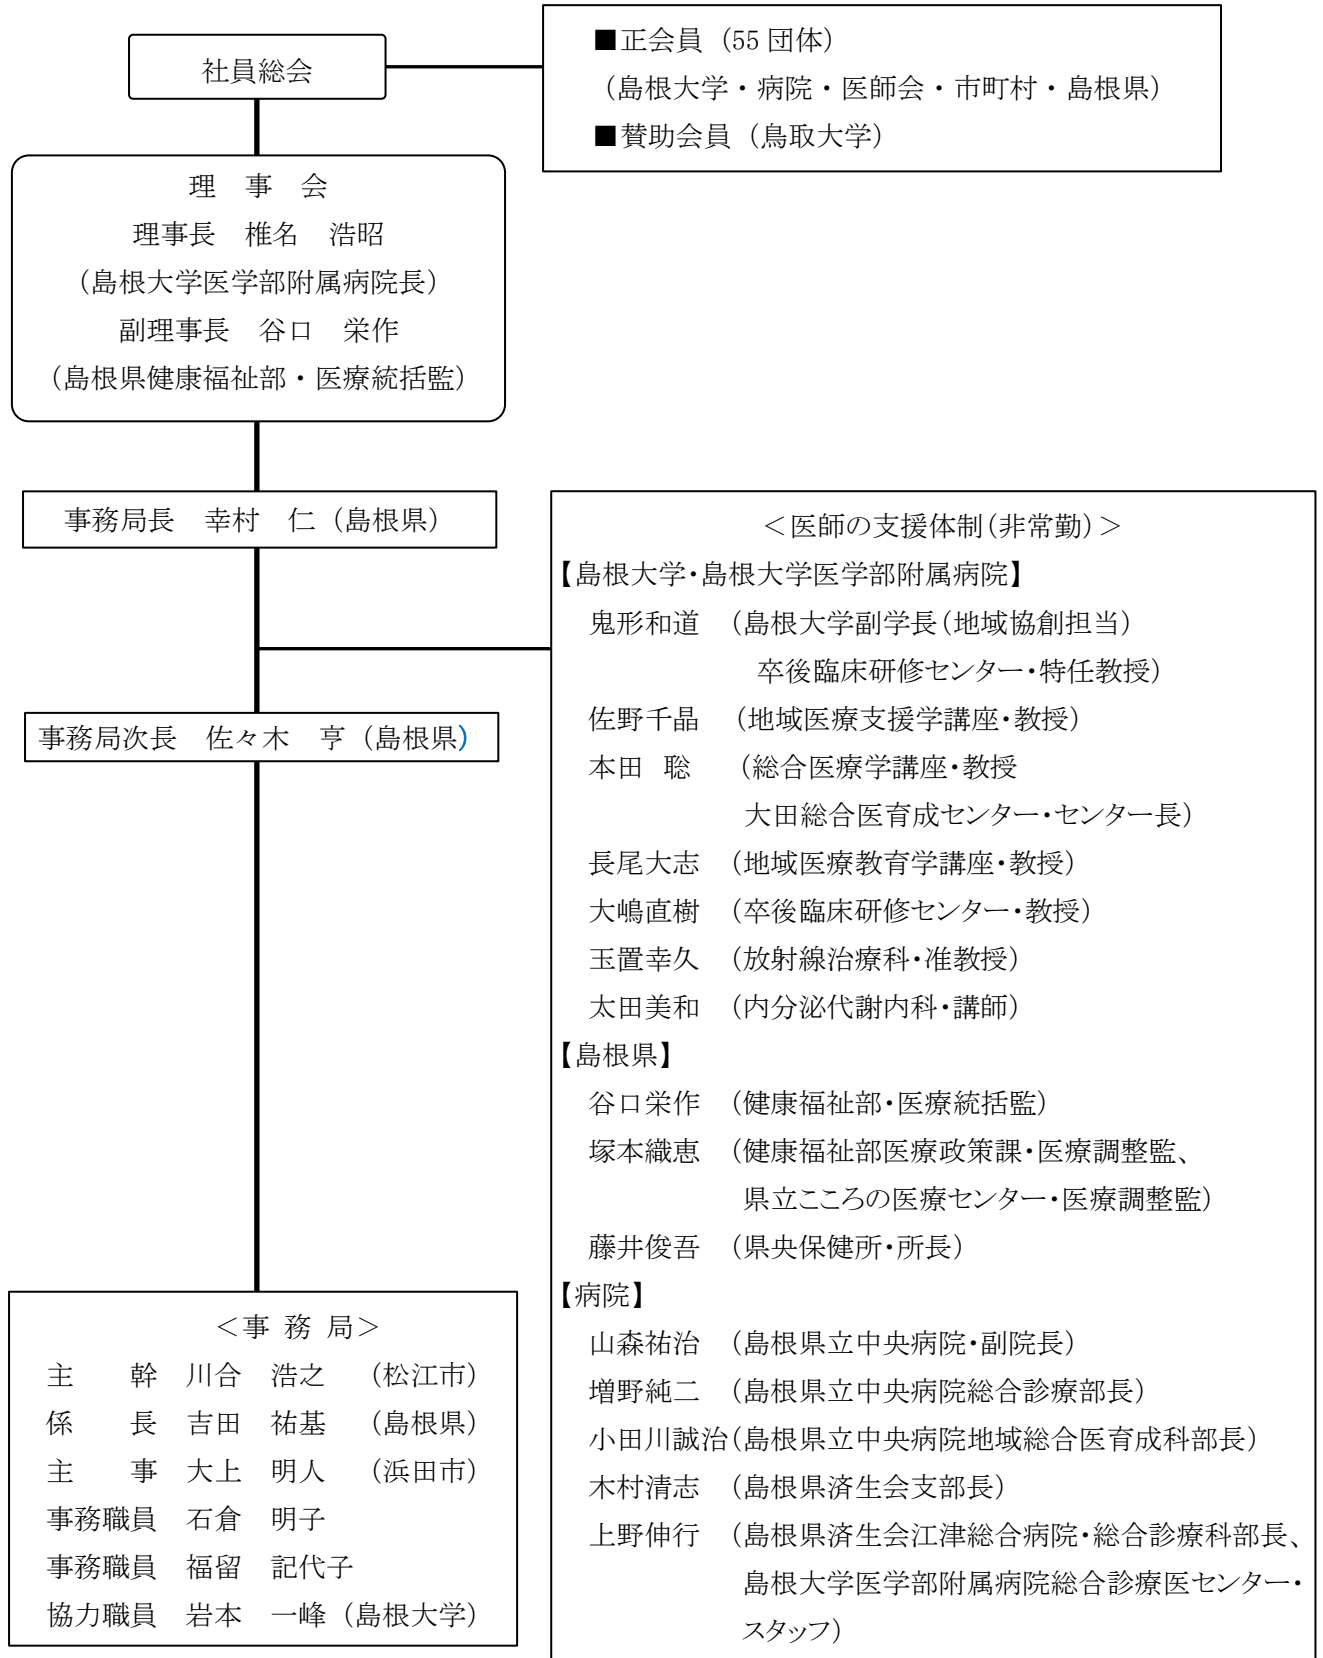 社員総会
■正会員（55 団体）
（島根大学・病院・医師会・市町村・島根県）
■賛助会員（鳥取大学）
理　事　会
理事長　椎名　浩昭
（島根大学医学部附属病院長）
副理事長　谷口　栄作
（島根県健康福祉部・医療統括監）
事務局長　幸村　仁（島根県）
事務局次長　佐々木　亨（島根県）
＜医師の支援体制(非常勤)＞
【島根大学・島根大学医学部附属病院】
鬼形和道　（島根大学副学長（地域協創担当）
卒後臨床研修センター・特任教授）
佐野千晶　（地域医療支援学講座・教授）
本田　聡　（総合医療学講座・教授
大田総合医育成センター・センター長）
長尾大志　（地域医療教育学講座・教授）
大嶋直樹　（卒後臨床研修センター・教授）
玉置幸久　（放射線治療科・准教授）
太田美和　（内分泌代謝内科・講師）
【島根県】
谷口栄作　（健康福祉部・医療統括監）
塚本織恵　（健康福祉部医療政策課・医療調整監、
県立こころの医療センター・医療調整監）
藤井俊吾　（県央保健所・所長）
【病院】
山森祐治　（島根県立中央病院・副院長）
増野純二　（島根県立中央病院総合診療部長）
小田川誠治（島根県立中央病院地域総合医育成科部長）
木村清志　（島根県済生会支部長）
上野伸行　（島根県済生会江津総合病院・総合診療科部長、
島根大学医学部附属病院総合診療医センター・
スタッフ）
＜事 務 局＞
主　　幹　川合　浩之　（松江市）
係　　長　吉田　祐基　（島根県）
主　　事　大上　明人　（浜田市）
事務職員　石倉　明子
事務職員　福留　記代子
協力職員　岩本　一峰（島根大学）